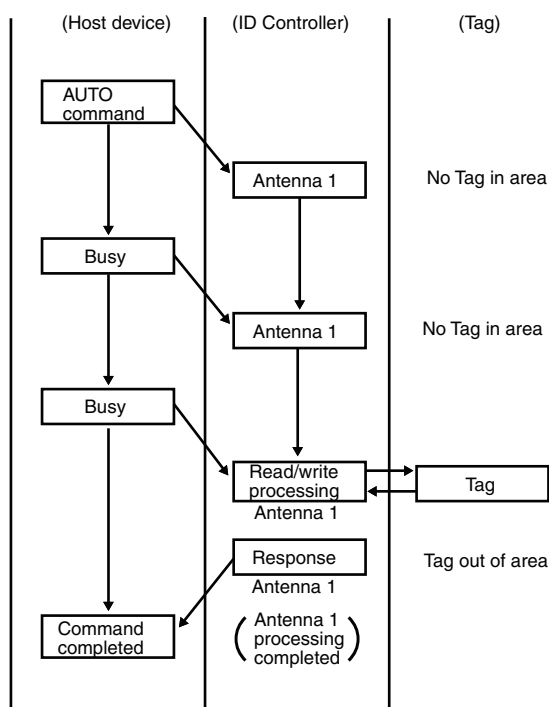 (Host device) (ID Controller) (Tag)
AUTO
command
Antenna 1 No Tag in area
Busy
Antenna 1 No Tag in area
Busy
Read/write
processing
Tag
Antenna 1
Response Tag out of area
Antenna 1
Command
completed
(Antenna 1
processing
completed)